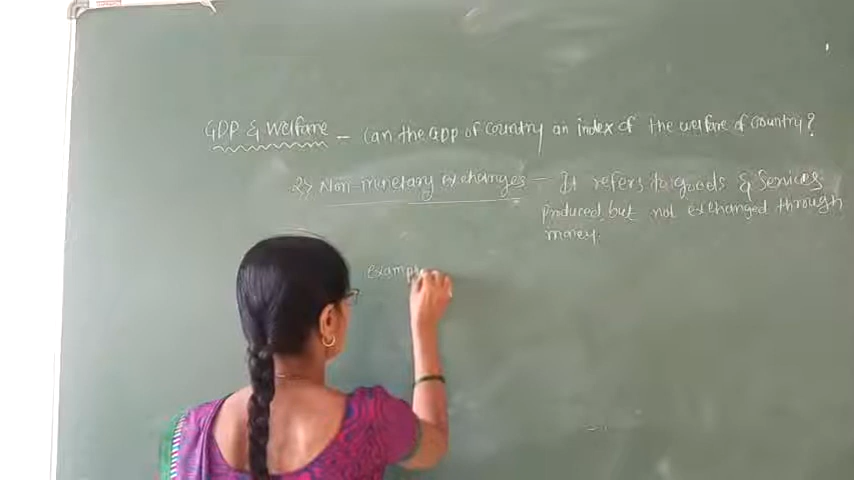 GDP & Welfare - Can the GDP of Country an index of the welfare of Country?
2) Non-monetary exchanges - It refers to goods & Services
produced but not exchanged through
money.
examp